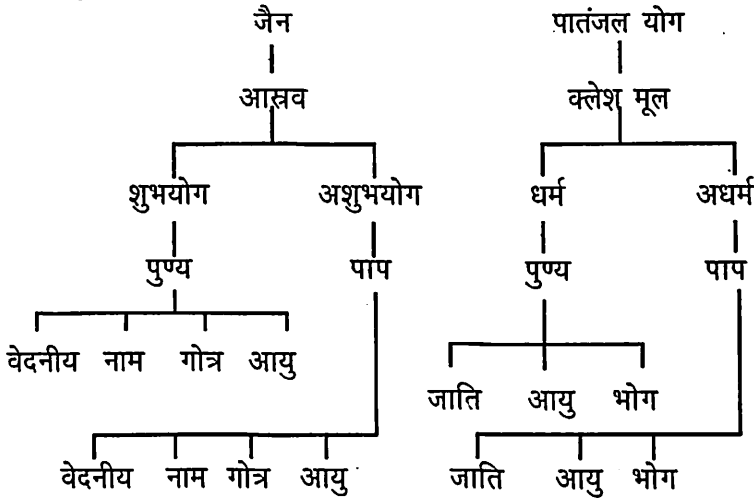 जैन पातंजल योग
आस्रव क्लेश मूल
शुभयोग अशुभयोग धर्म अधर्म
पुण्य पाप पुण्य पाप
वेदनीय नाम गोत्र आयु
जाति आयु भोग
वेदनीय नाम गोत्र आयु जाति आयु भोग